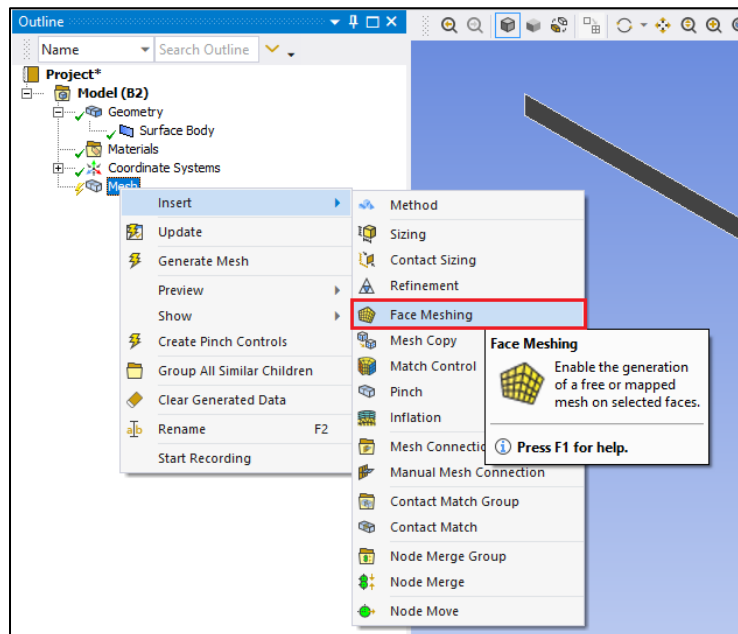 Outline
Name
Search Outline
Project*
Model (B2)
Geometry
Surface Body
Materials
Coordinate Systems
Mesh
Insert
Update
Generate Mesh
Preview
Show
Create Pinch Controls
Group All Similar Children
Clear Generated Data
Rename F2
Start Recording
Method
Sizing
Contact Sizing
Refinement
Face Meshing
Mesh Copy
Match Control
Pinch
Inflation
Mesh Connectio
Manual Mesh Connection
Contact Match Group
Contact Match
Node Merge Group
Node Merge
Node Move
Face Meshing
Enable the generation
of a free or mapped
mesh on selected faces.
Press F1 for help.